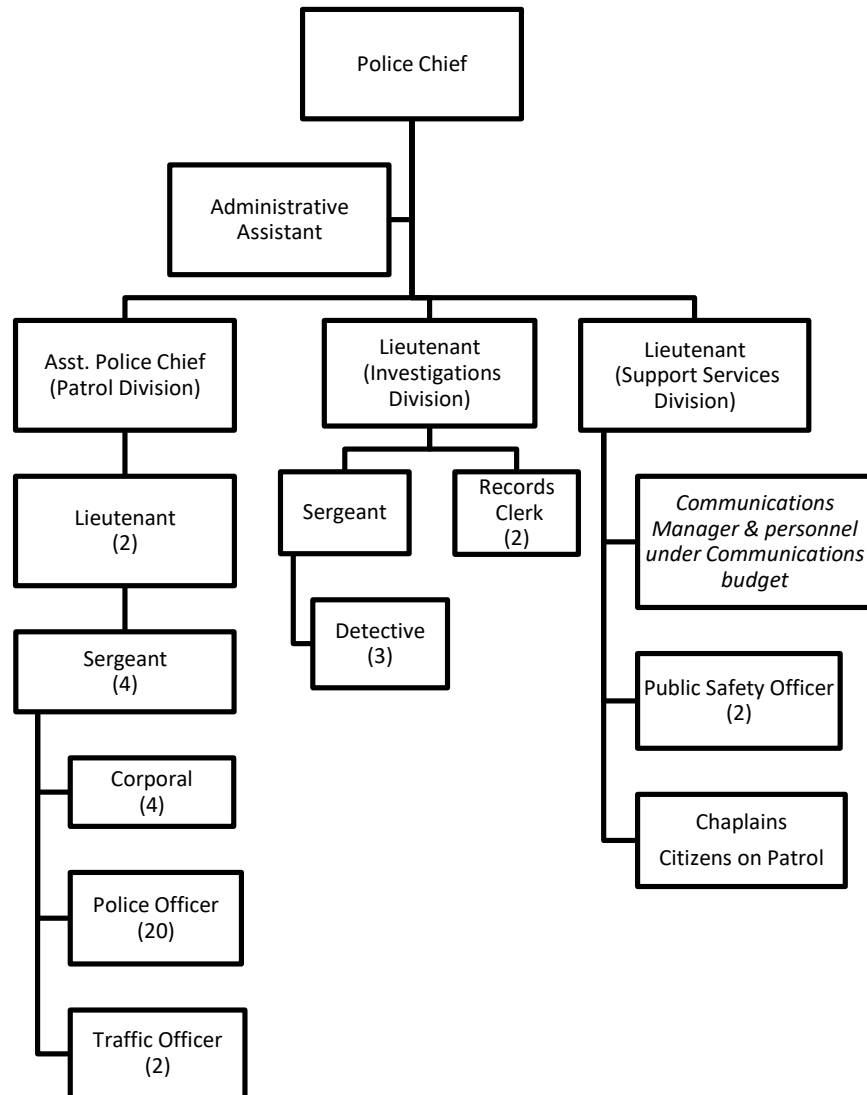 Police Chief
Administrative
Assistant
Asst. Police Chief
(Patrol Division)
Lieutenant
(Investigations
Division)
Lieutenant
(Support Services
Division)
Lieutenant
(2)
Sergeant
(4)
Corporal
(4)
Police Officer
(20)
Traffic Officer
(2)
Sergeant
Records
Clerk
(2)
Detective
(3)
Communications
Manager & personnel
under Communications
budget
Public Safety Officer
(2)
Chaplains
Citizens on Patrol